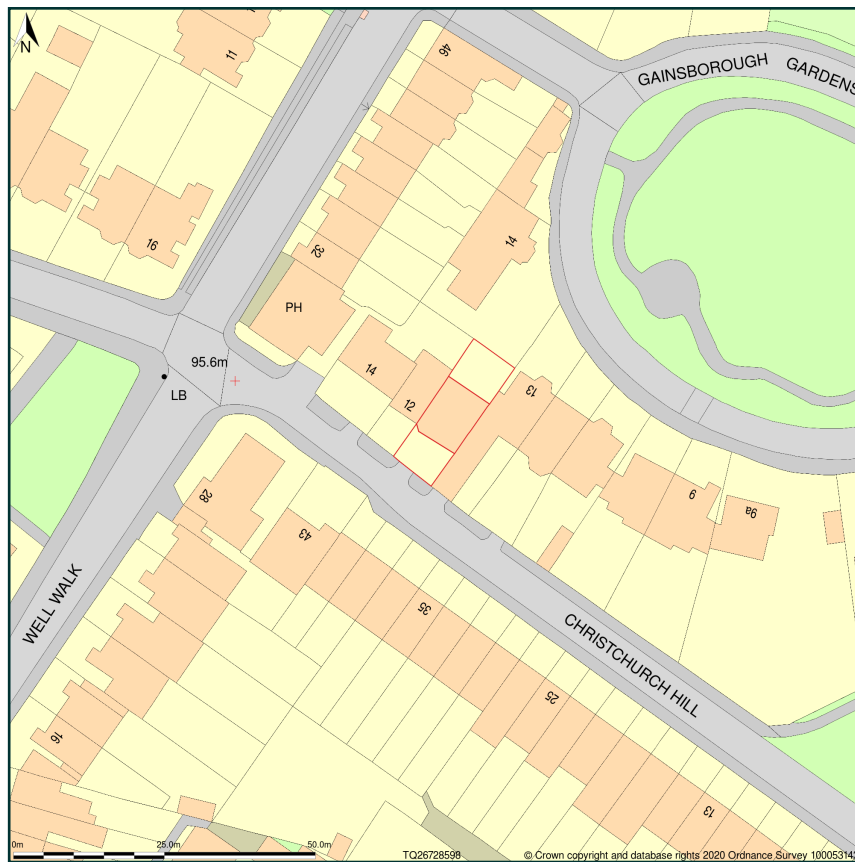 N
11
46
GAINSBOROUGH GARDENS
16
32
14
PH
95.6m
LB
14
12
13
28
43
9
9a
35
WELL WALK
CHRISTCHURCH HILL
25
16
13
0m 25.0m 50.0m
TQ26728598
© Crown copyright and database rights 2020 Ordnance Survey 10005314